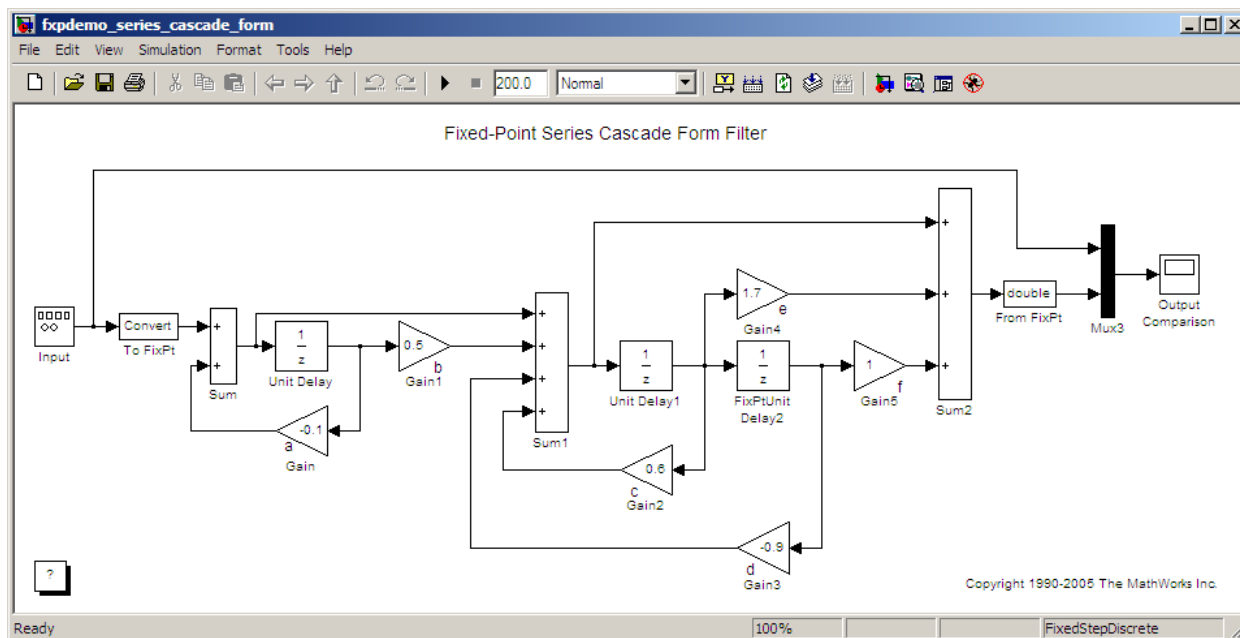 fxpdemo_series_cascade_form
File Edit View Simulation Format Tools Help
200.0 Normal
Fixed-Point Series Cascade Form Filter
Input
Convert
To FixPt
+
+
Sum
1
z
Unit Delay
0.5
b
Gain1
-0.1
a
Gain
+
+
+
+
Sum1
1
z
Unit Delay1
1.7
e
Gain4
1
z
FixPtUnit
Delay2
1
f
Gain5
0.6
c
Gain2
-0.9
d
Gain3
+
+
+
Sum2
double
From FixPt
Mux3
Output
Comparison
?
Copyright 1990-2005 The MathWorks Inc.
Ready 100% FixedStepDiscrete